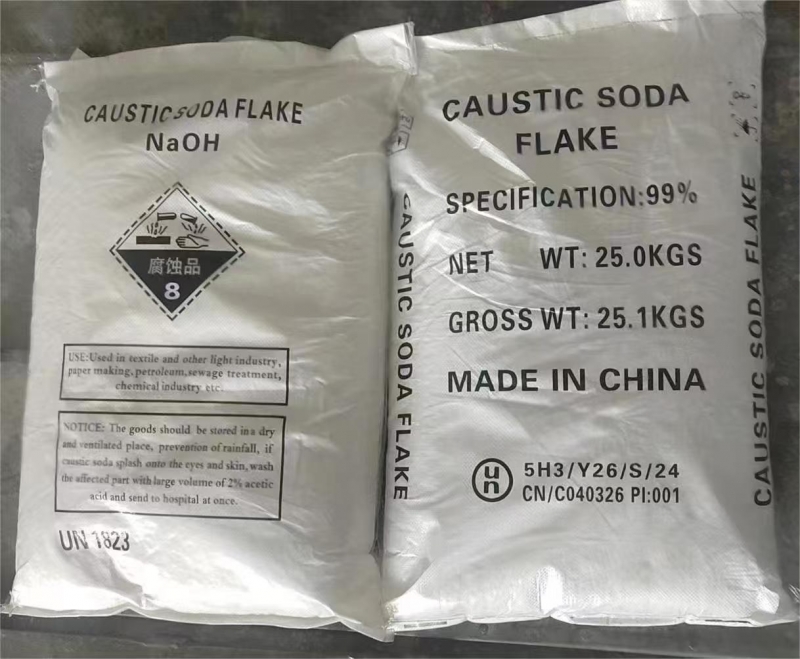 CAUSTIC SODA FLAKE
NaOH
腐蚀品
8
USE:Used in textile and other light industry,
paper making, petroleum, sewage treatment,
chemical industry etc.
NOTICE: The goods should be stored in a dry
and ventilated place, prevention of rainfall, if
caustic soda splash onto the eyes and skin, wash
the affected part with large volume of 2% acetic
acid and send to hospital at once.
UN 1823
CAUSTIC SODA FLAKE
CAUSTIC SODA
FLAKE
SPECIFICATION:99%
NET WT: 25.0KGS
GROSS WT: 25.1KGS
MADE IN CHINA
un
5H3/Y26/S/24
CN/C040326 PI:001
CAUSTIC SODA FLAKE